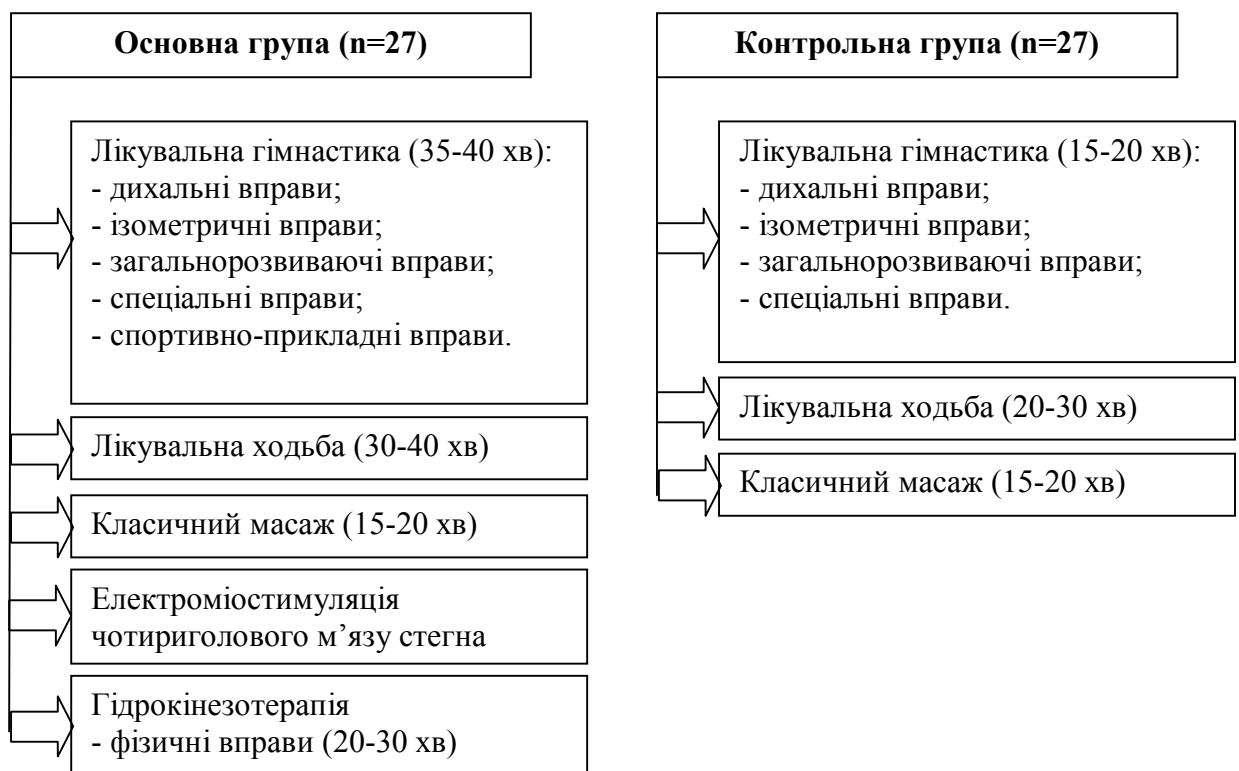 Основна група (n=27)
Лікувальна гімнастика (35-40 хв):
- дихальні вправи;
- ізометричні вправи;
- загальнорозвиваючі вправи;
- спеціальні вправи;
- спортивно-прикладні вправи.
Лікувальна ходьба (30-40 хв)
Класичний масаж (15-20 хв)
Електроміостимуляція
чотириголового м’язу стегна
Гідрокінезотерапія
- фізичні вправи (20-30 хв)
Контрольна група (n=27)
Лікувальна гімнастика (15-20 хв):
- дихальні вправи;
- ізометричні вправи;
- загальнорозвиваючі вправи;
- спеціальні вправи.
Лікувальна ходьба (20-30 хв)
Класичний масаж (15-20 хв)